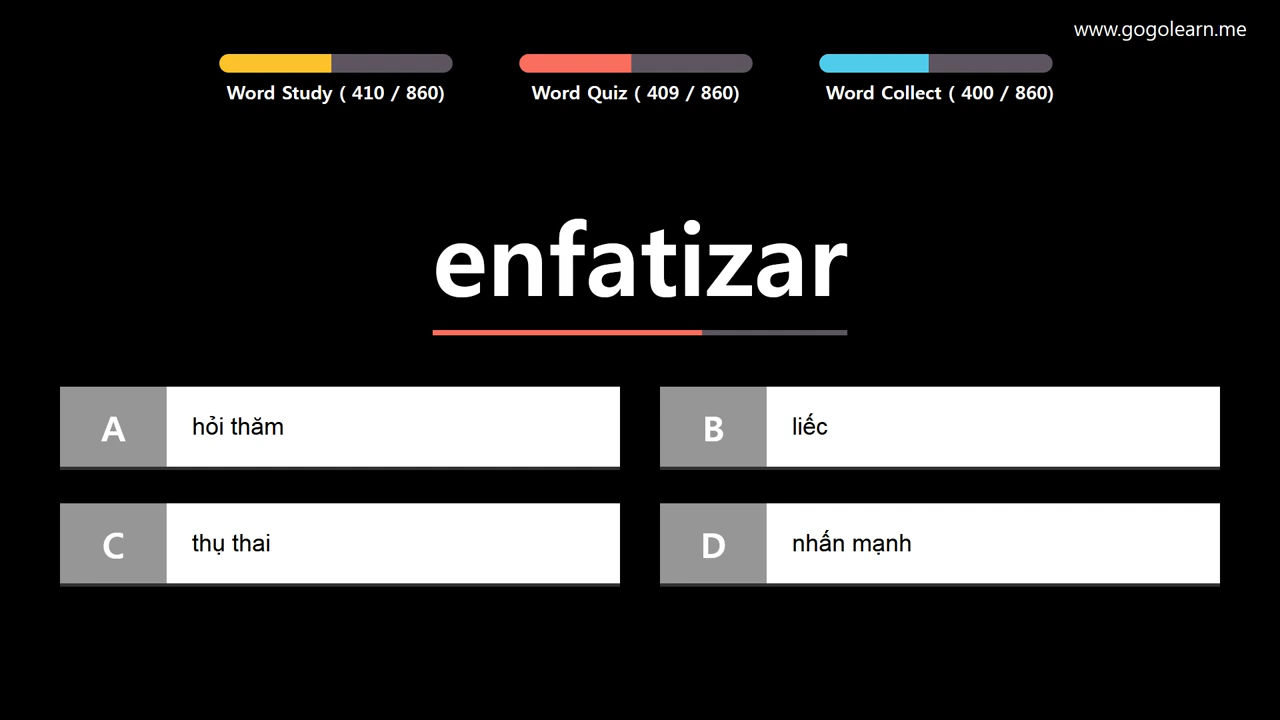 www.gogolearn.me
Word Study ( 410 / 860)
Word Quiz ( 409 / 860)
Word Collect ( 400 / 860)
enfatizar
A hỏi thăm
B liếc
C thụ thai
D nhấn mạnh